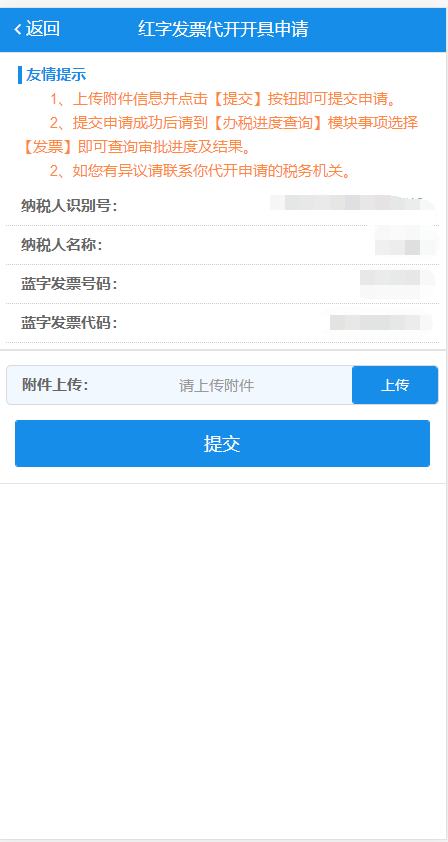 返回
红字发票代开开具申请
友情提示
1、上传附件信息并点击【提交】按钮即可提交申请。
2、提交申请成功后请到【办税进度查询】模块事项选择
【发票】即可查询审批进度及结果。
2、如您有异议请联系你代开申请的税务机关。
纳税人识别号:
纳税人名称:
蓝字发票号码:
蓝字发票代码:
附件上传: 请上传附件 上传
提交